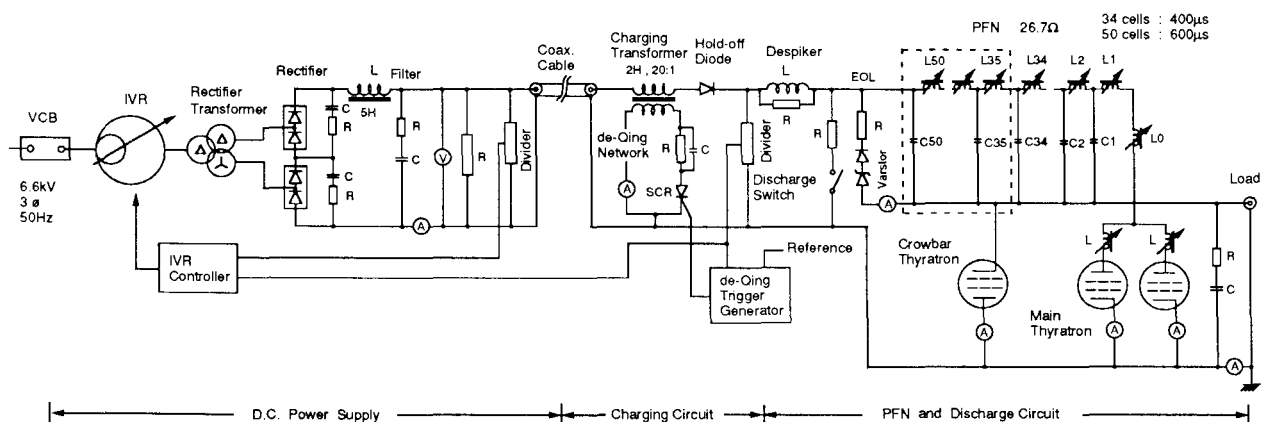 PFN 26.7Ω
34 cells : 400μs
50 cells : 600μs
VCB
IVR
Rectifier
Transformer
Rectifier
L
Filter
5H
C
R
C
R
R
C
V
R
Divider
A
Coax.
Cable
Charging
Transformer
2H , 20:1
Hold-off
Diode
de-Qing
Network
A
R
C
SCR
Divider
Despiker
L
R
EOL
R
Discharge
Switch
R
Varstor
A
L50
L35
L34
L2
L1
L0
C50
C35
C34
C2
C1
Load
6.6kV
3 ø
50Hz
IVR
Controller
Reference
de-Qing
Trigger
Generator
Crowbar
Thyratron
A
Main
Thyratron
L
L
A
A
R
C
A
D.C. Power Supply
Charging Circuit
PFN and Discharge Circuit